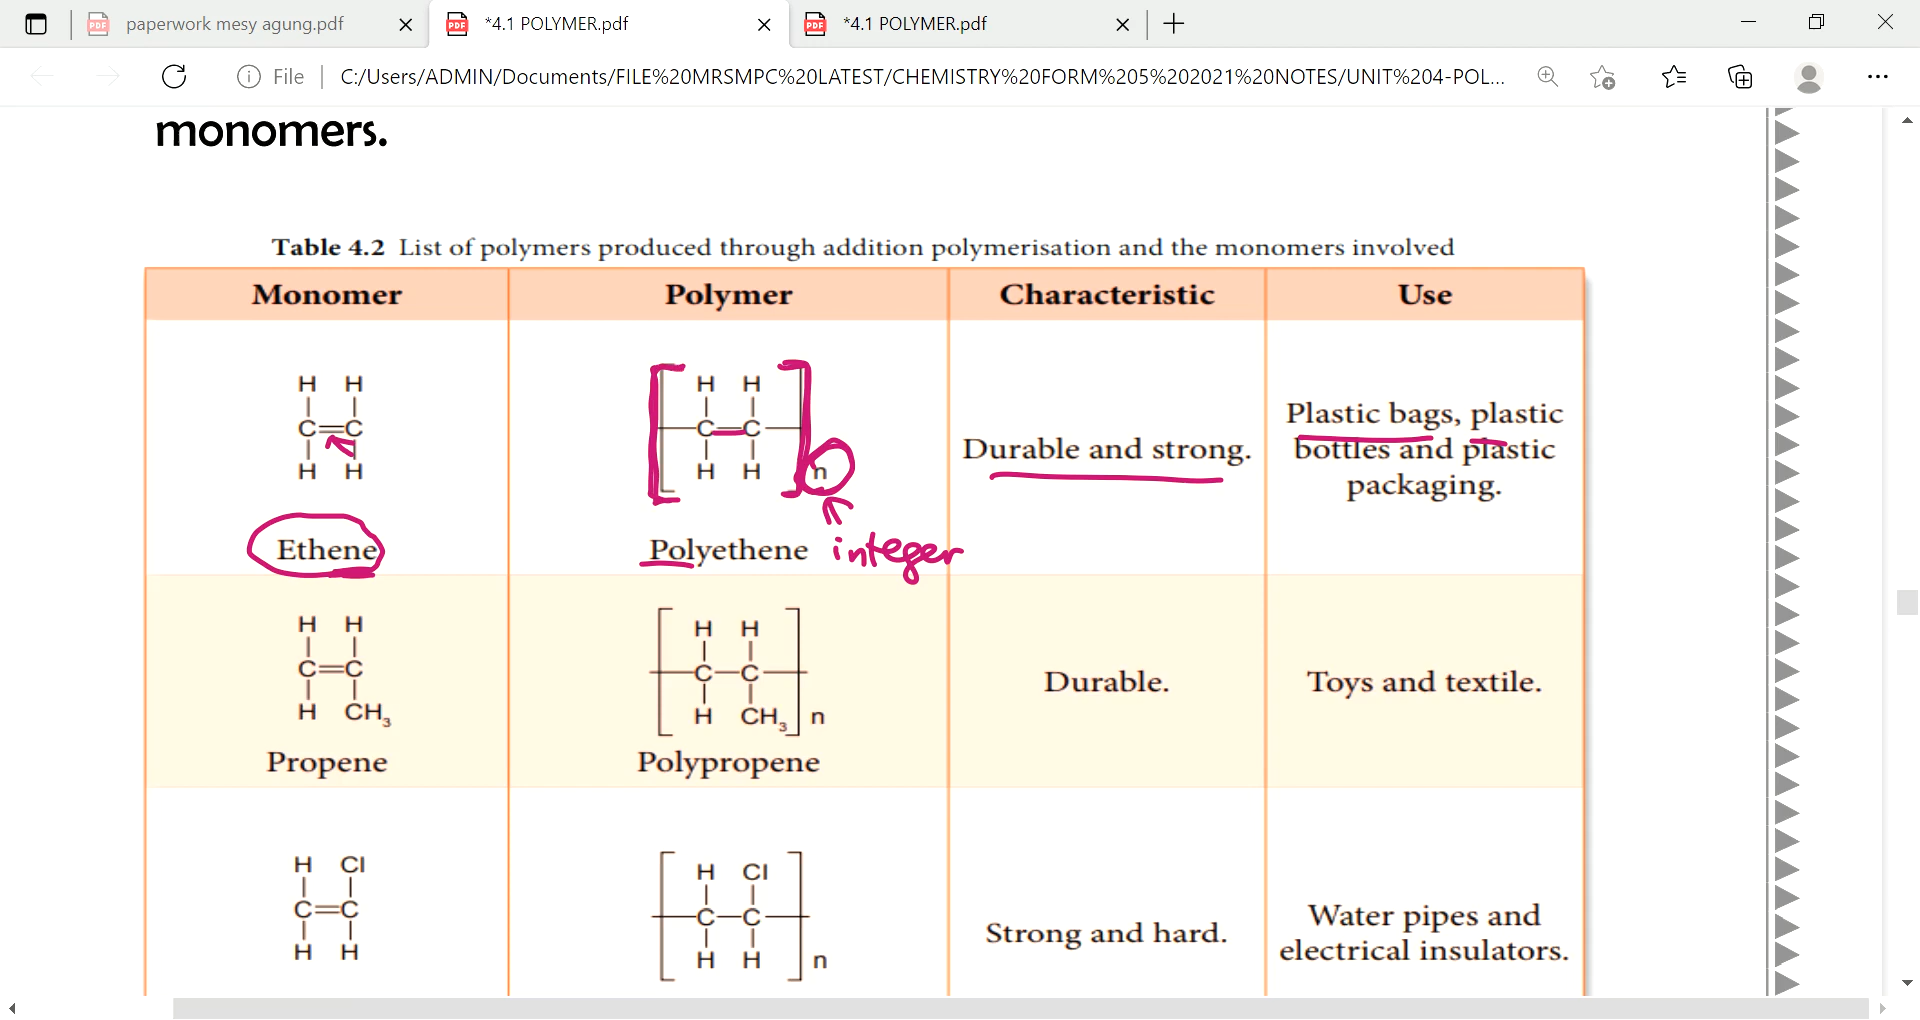 paperwork mesy agung.pdf
*4.1 POLYMER.pdf
*4.1 POLYMER.pdf
File
C:/Users/ADMIN/Documents/FILE%20MRSMPC%20LATEST/CHEMISTRY%20FORM%205%202021%20NOTES/UNIT%204-POL...
monomers.
Table 4.2 List of polymers produced through addition polymerisation and the monomers involved
Monomer Polymer Characteristic Use
H H
C=C
H H
Ethene
H H
C—C
H H
n
Polyethene
integer
Durable and strong.
Plastic bags, plastic
bottles and plastic
packaging.
H H
C=C
H CH₃
Propene
H H
C—C
H CH₃
n
Polypropene
Durable.
Toys and textile.
H Cl
C=C
H H
H Cl
C—C
H H
n
Strong and hard.
Water pipes and
electrical insulators.